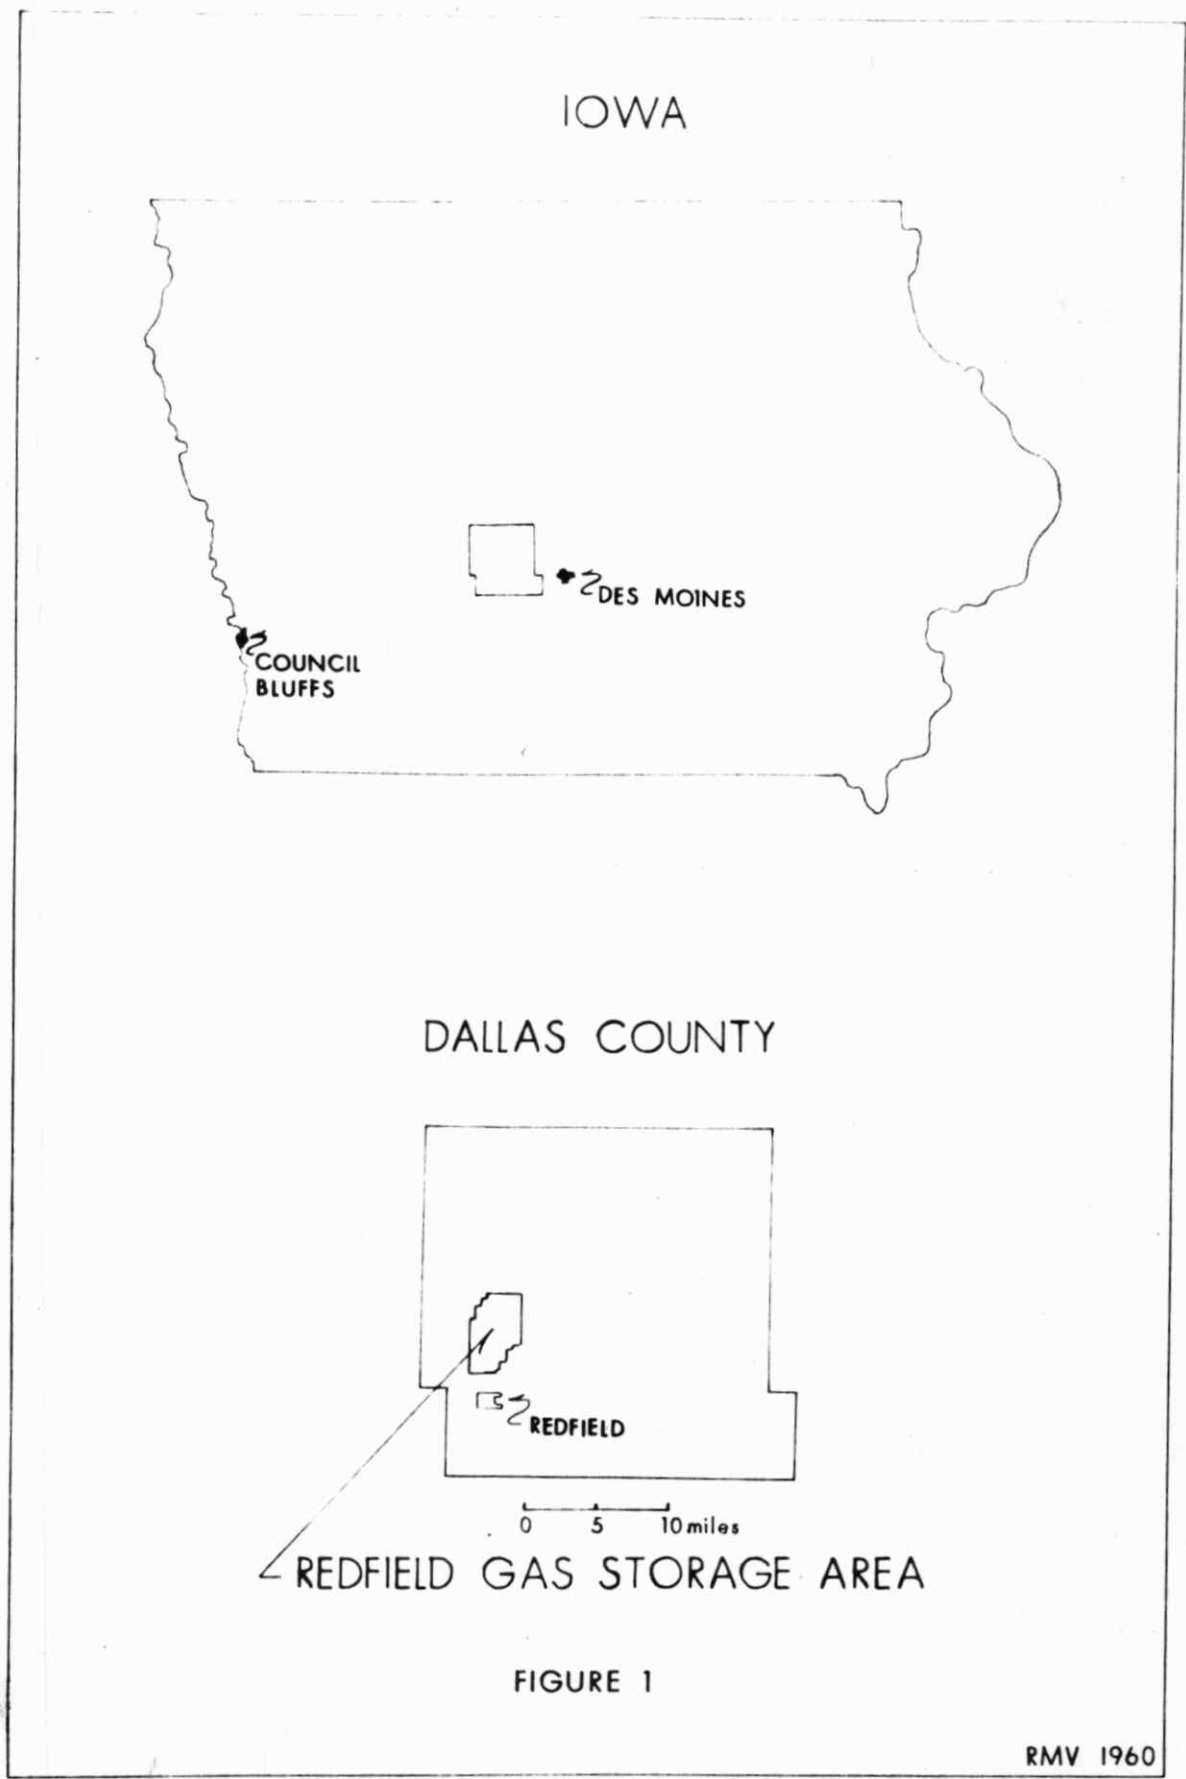 IOWA
DES MOINES
COUNCIL
BLUFFS
DALLAS COUNTY
REDFIELD
0 5 10 miles
REDFIELD GAS STORAGE AREA
FIGURE 1
RMV 1960